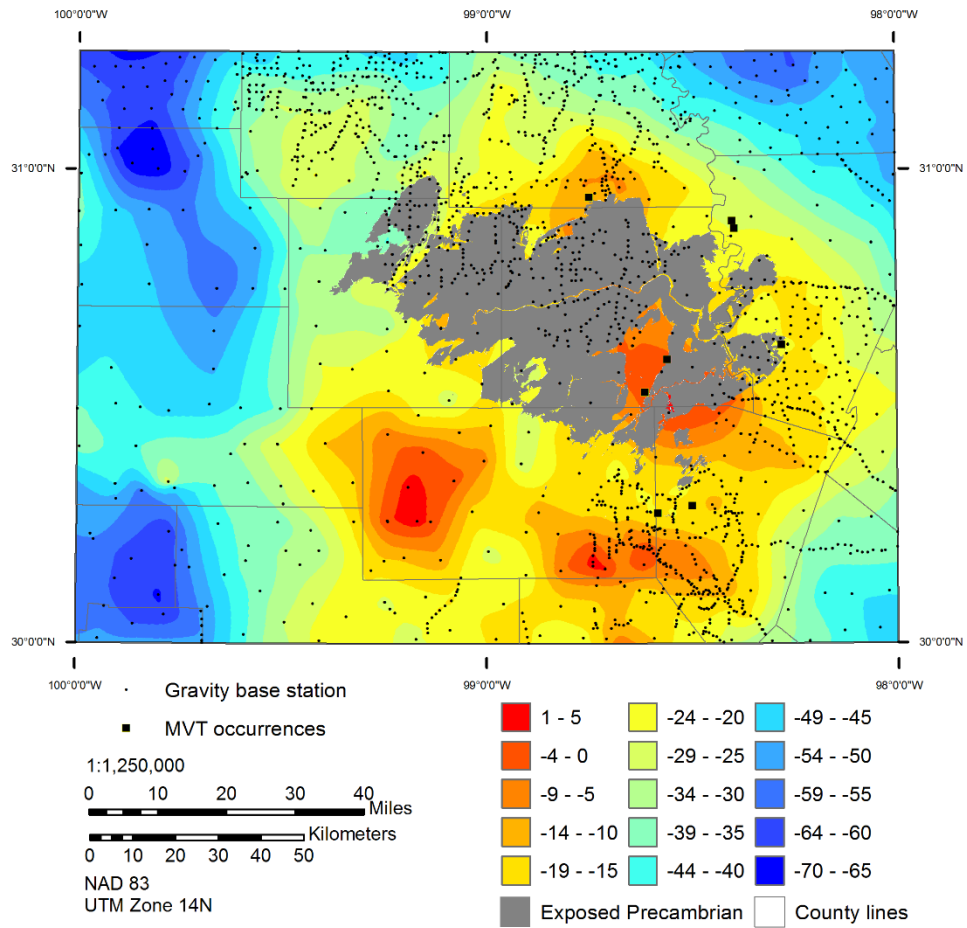 100°0'0"W 99°0'0"W 98°0'0"W
31°0'0"N 31°0'0"N
30°0'0"N 30°0'0"N
100°0'0"W 99°0'0"W 98°0'0"W
Gravity base station
MVT occurrences
1:1,250,000
0 10 20 30 40
Miles
Kilometers
0 10 20 30 40 50
NAD 83
UTM Zone 14N
1 - 5 -24 - -20 -49 - -45
-4 - 0 -29 - -25 -54 - -50
-9 - -5 -34 - -30 -59 - -55
-14 - -10 -39 - -35 -64 - -60
-19 - -15 -44 - -40 -70 - -65
Exposed Precambrian County lines